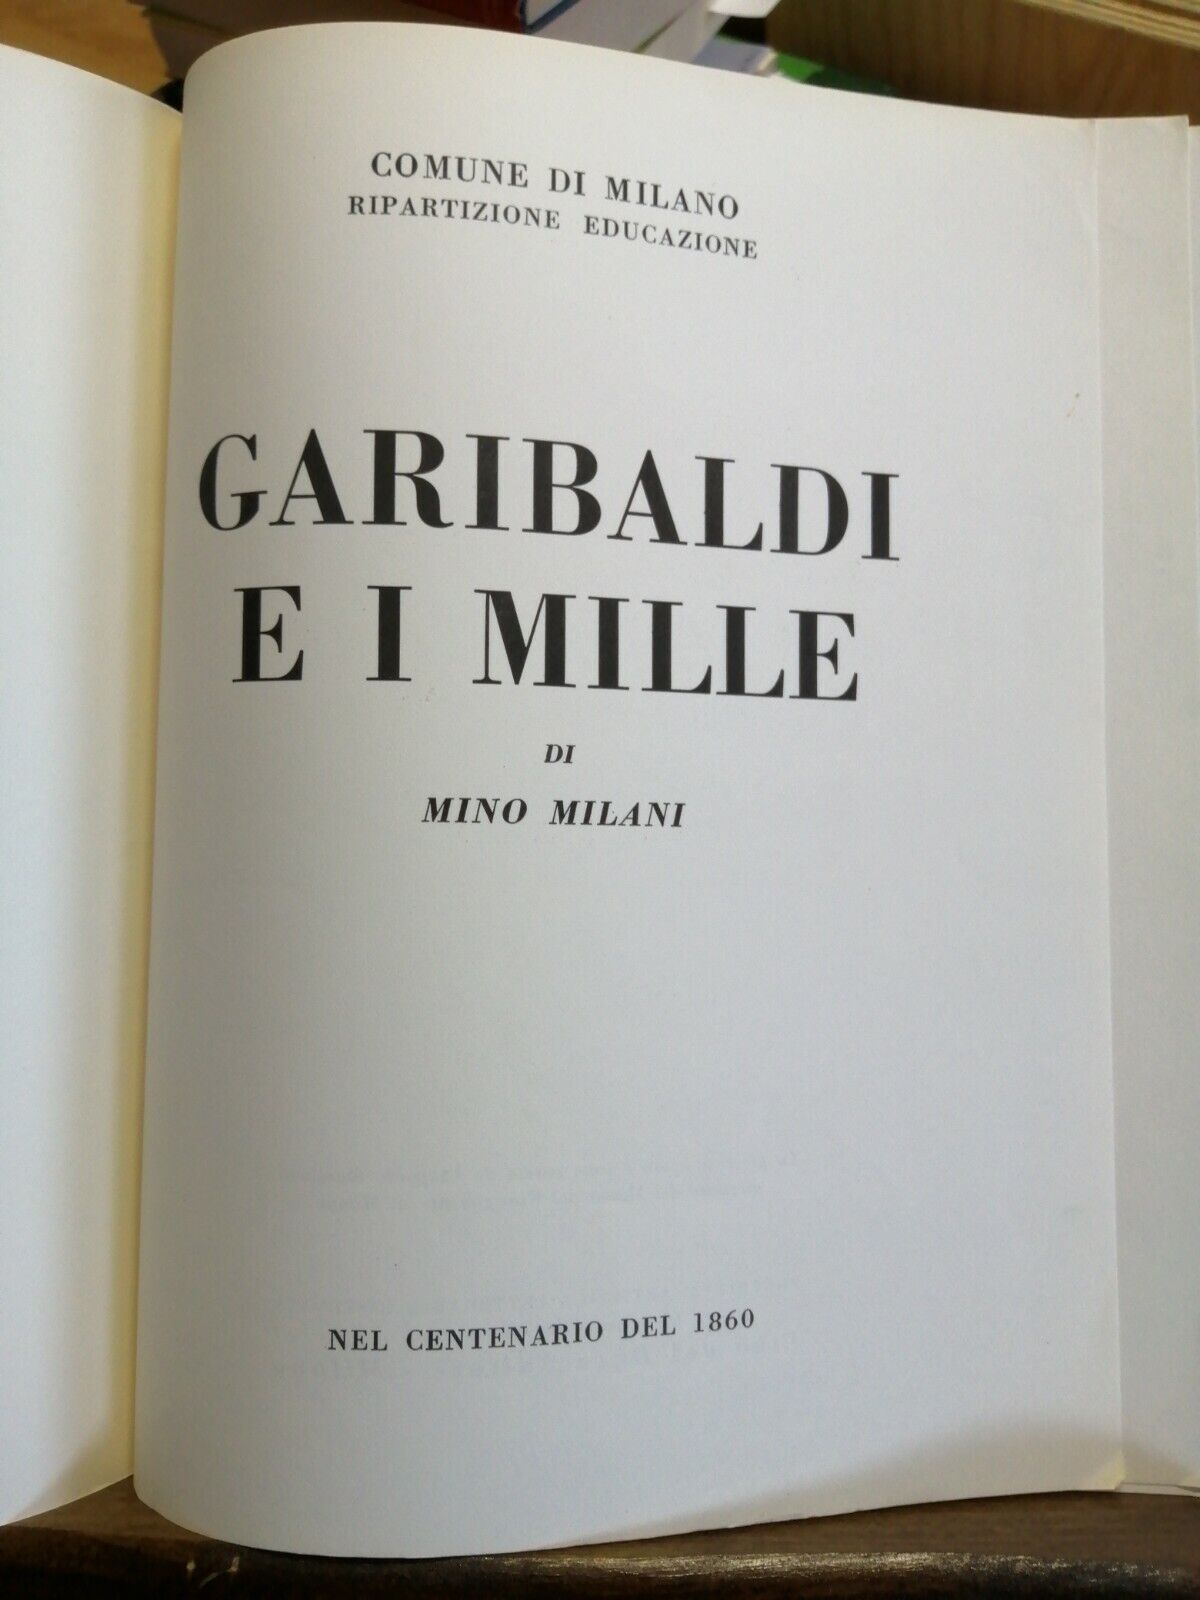 COMUNE DI MILANO
RIPARTIZIONE EDUCAZIONE
GARIBALDI
E I MILLE
DI
MINO MILANI
NEL CENTENARIO DEL 1860